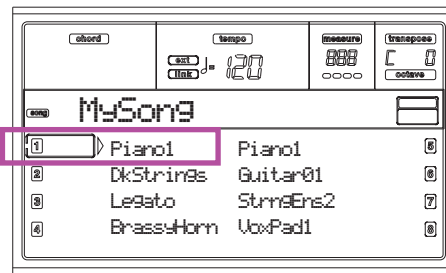 chord tempo measure transpose
ext link ♩= 120 888 C 0 octave
song MySong
1 Piano1 Piano1 5
2 DkStrings Guitar01 6
3 Legato StrngEns2 7
4 BrassyHorn VoxPad1 8